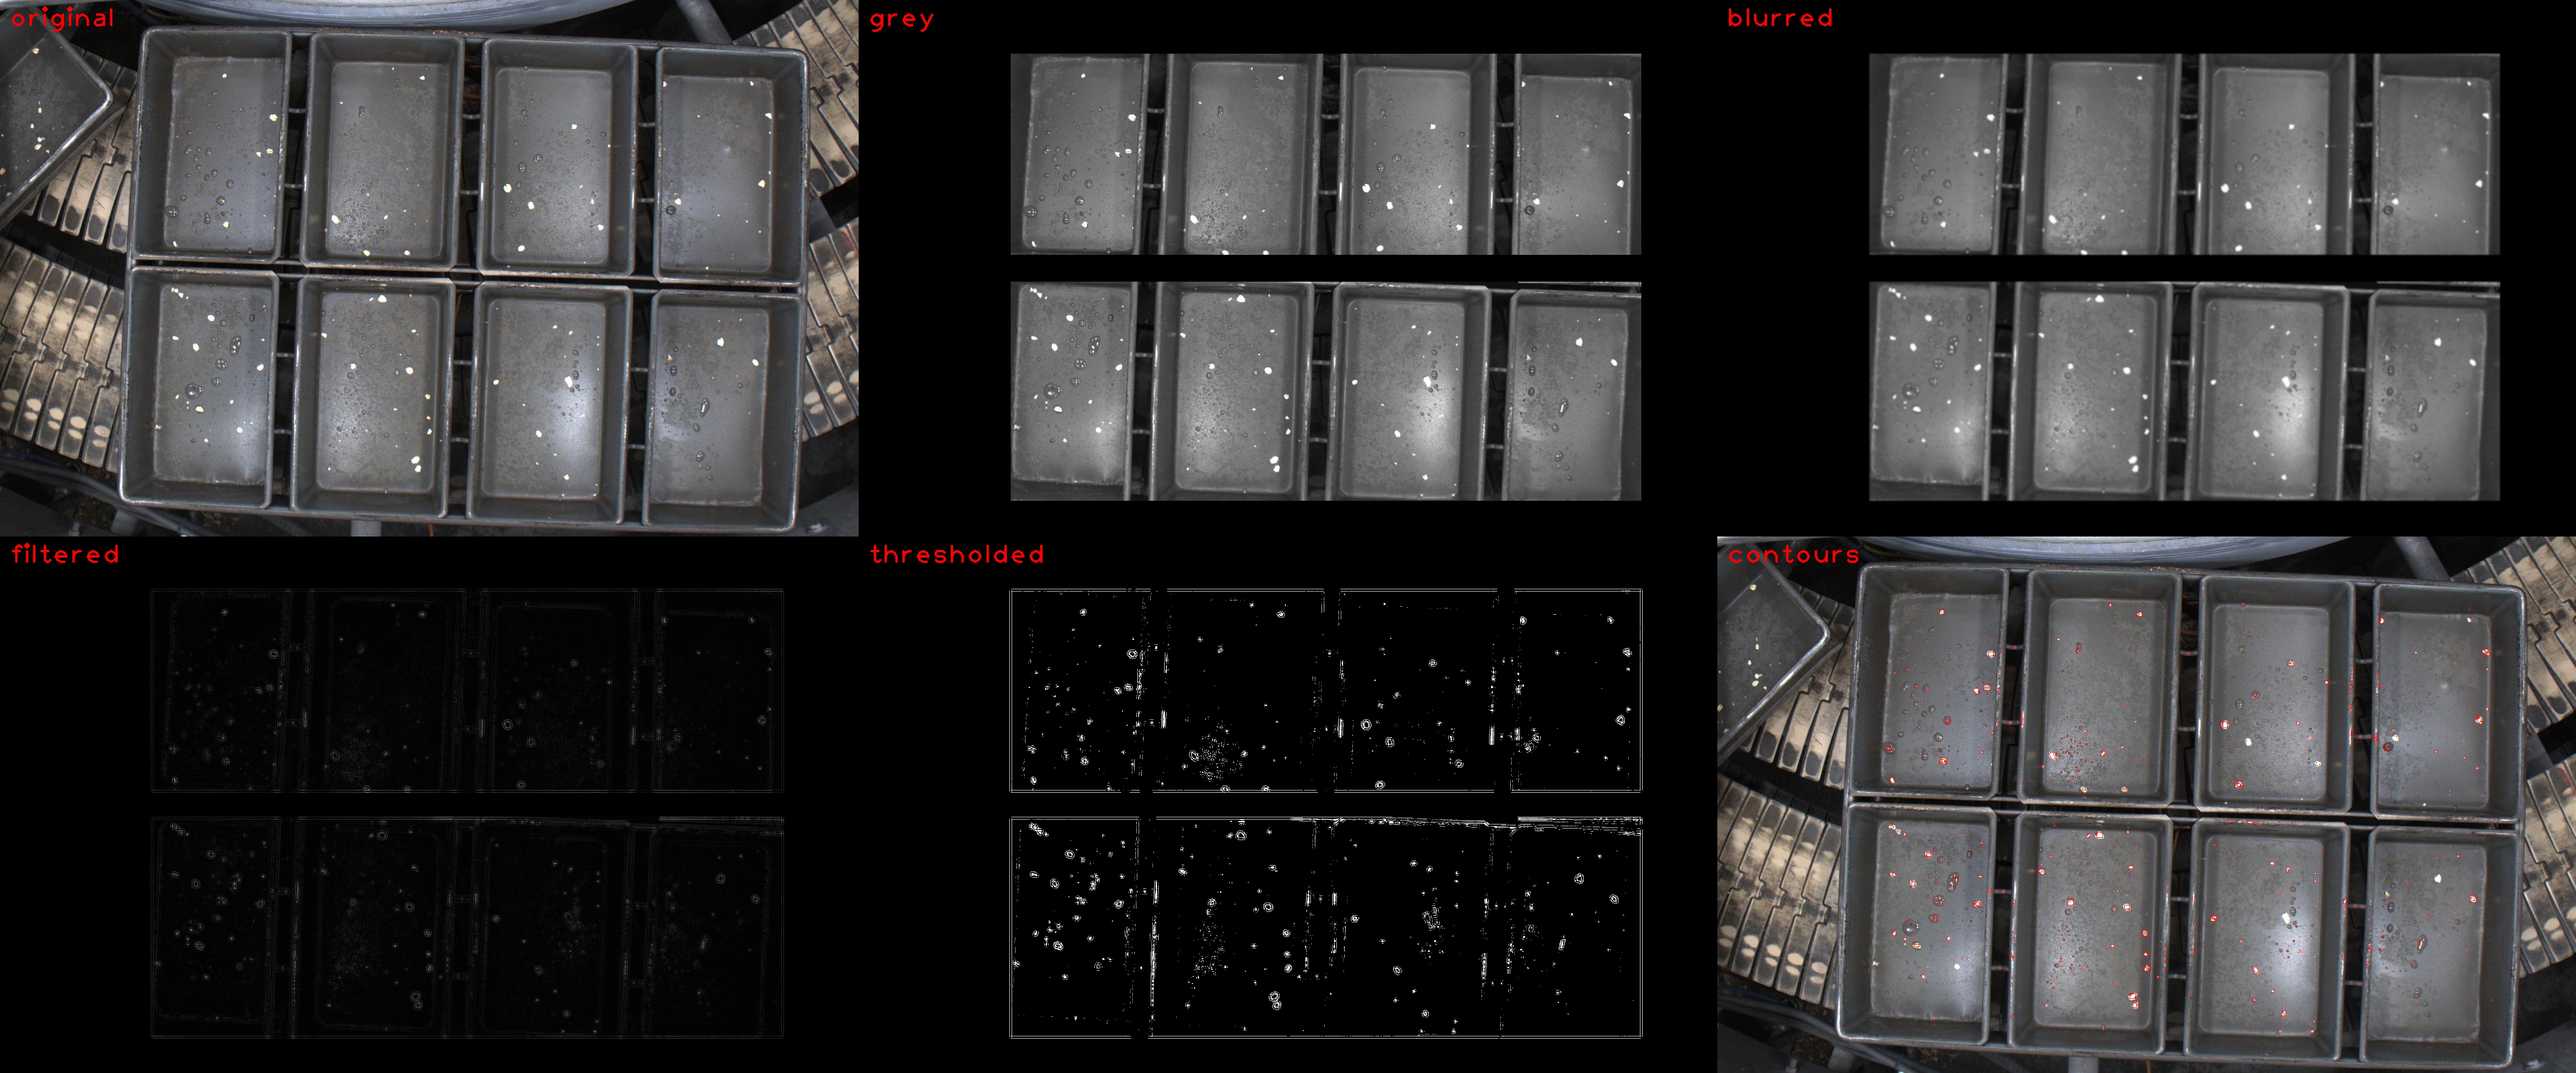 original
grey
blurred
filtered
thresholded
contours